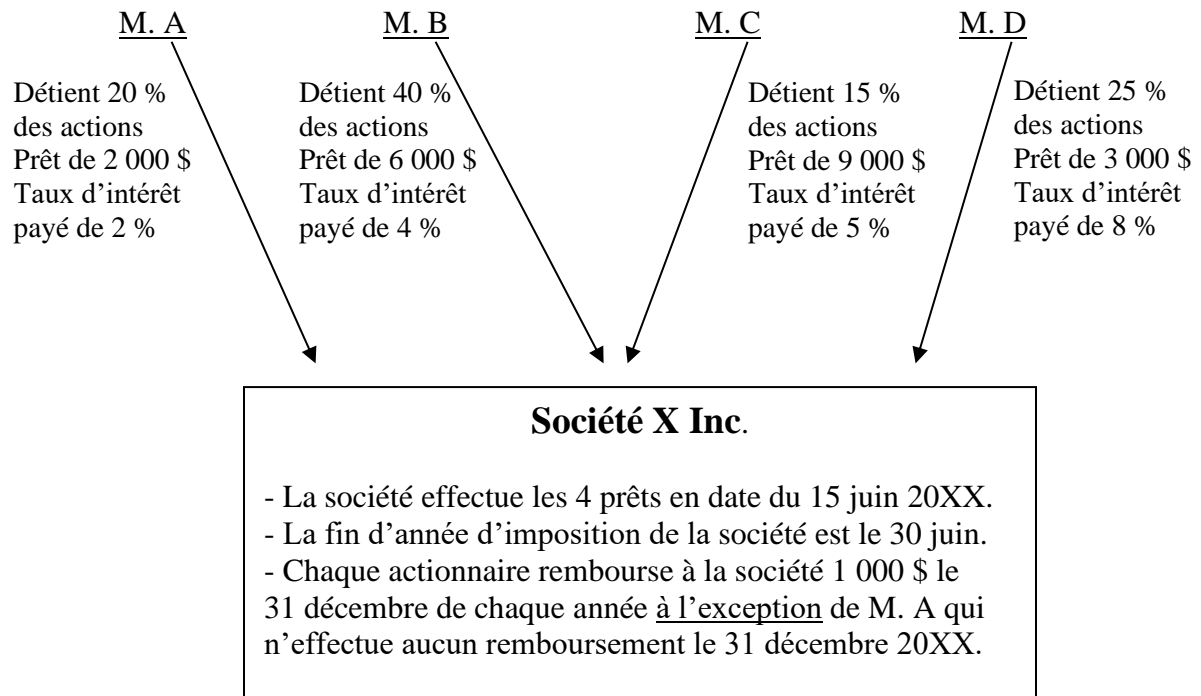 M. A
M. B
M. C
M. D
Détient 20 %
des actions
Prêt de 2 000 $
Taux d’intérêt
payé de 2 %
Détient 40 %
des actions
Prêt de 6 000 $
Taux d’intérêt
payé de 4 %
Détient 15 %
des actions
Prêt de 9 000 $
Taux d’intérêt
payé de 5 %
Détient 25 %
des actions
Prêt de 3 000 $
Taux d’intérêt
payé de 8 %
Société X Inc.
- La société effectue les 4 prêts en date du 15 juin 20XX.
- La fin d’année d’imposition de la société est le 30 juin.
- Chaque actionnaire rembourse à la société 1 000 $ le
31 décembre de chaque année à l’exception de M. A qui
n’effectue aucun remboursement le 31 décembre 20XX.